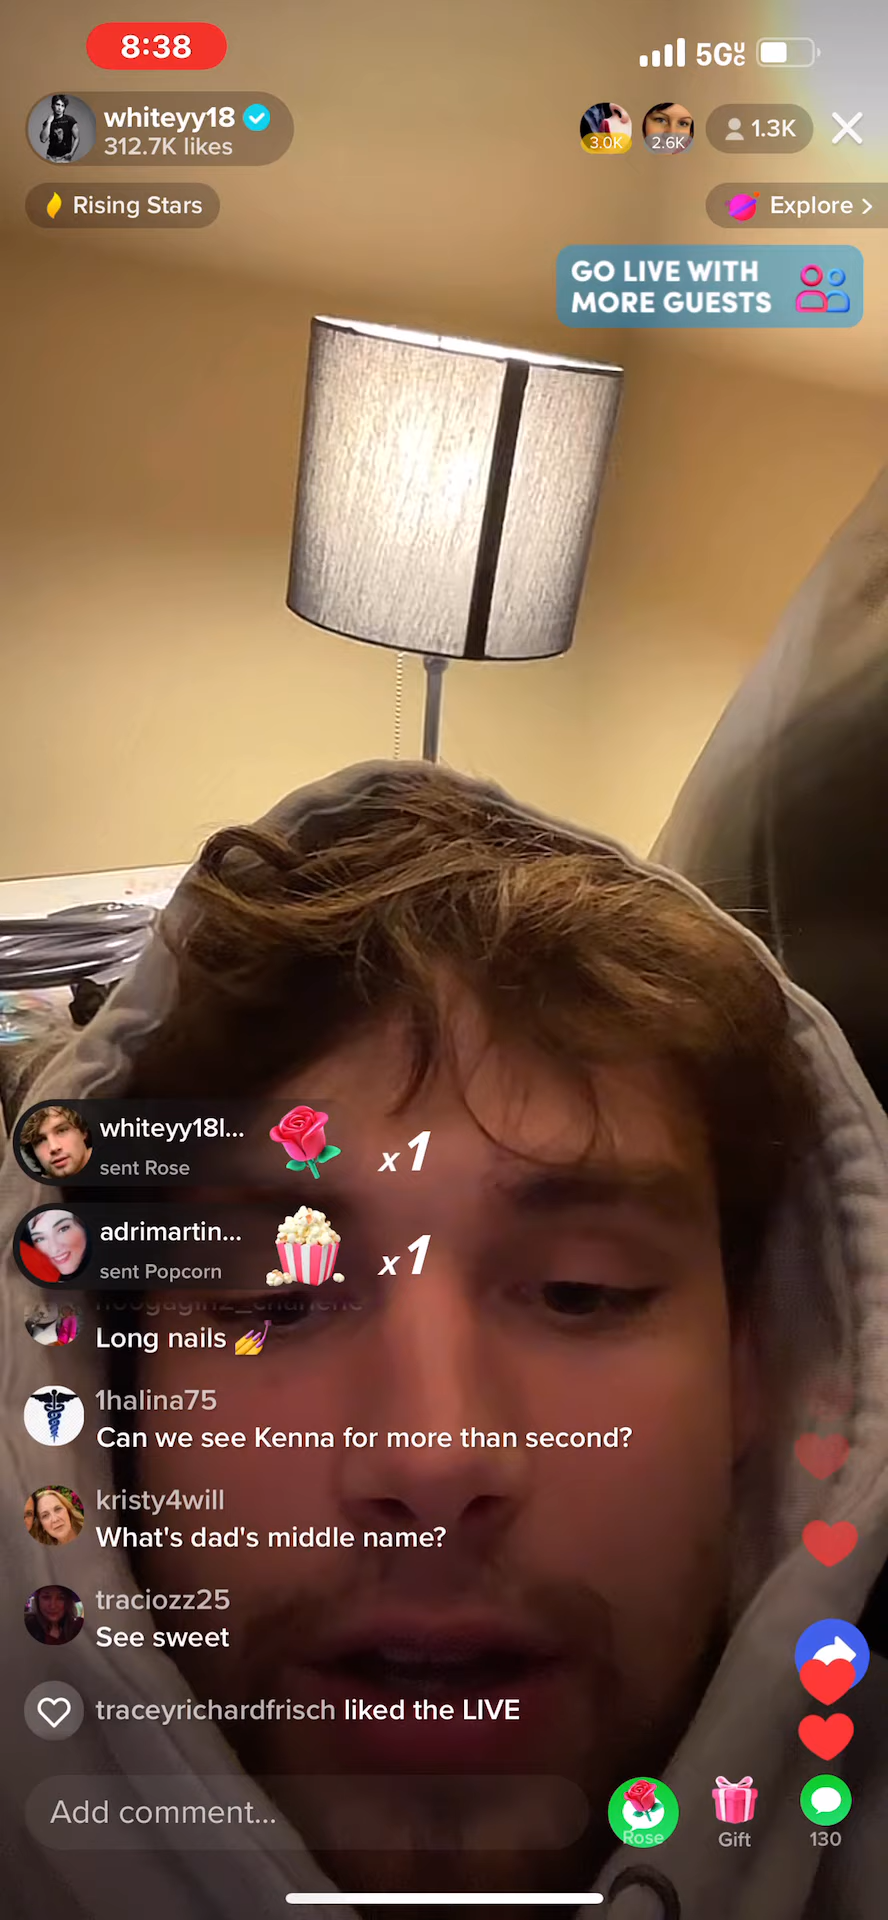 8:38
5G UC
whiteyy18
312.7K likes
3.0K
2.6K
1.3K
Rising Stars
Explore >
GO LIVE WITH
MORE GUESTS
whiteyy18l...
sent Rose
x1
adrimartin...
sent Popcorn
x1
Long nails 💅
1halina75
Can we see Kenna for more than second?
kristy4will
What's dad's middle name?
traciozz25
See sweet
traceyrichardfrisch liked the LIVE
Add comment...
Rose
Gift
130